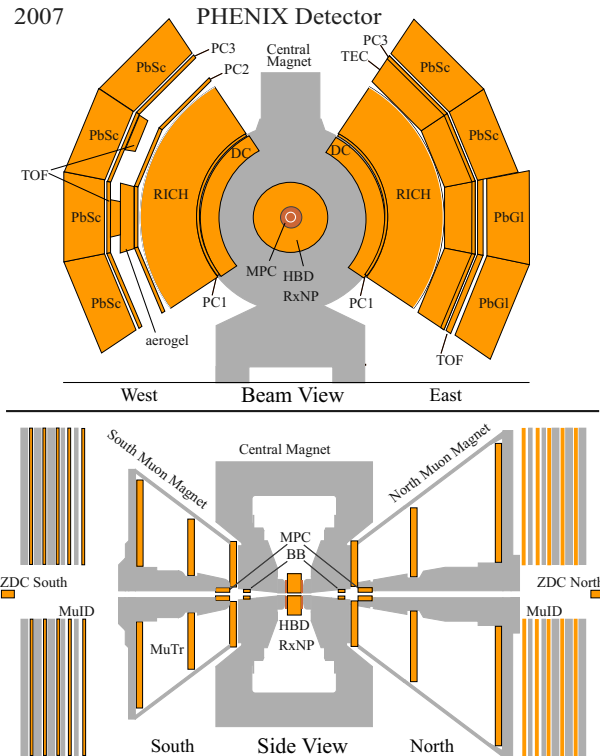 2007
PHENIX Detector
PC3
PC2
Central
Magnet
PC3
TEC
PbSc
PbSc
PbSc
PbSc
DC
DC
TOF
RICH
RICH
PbSc
PbGl
MPC
HBD
RxNP
PbSc
PC1
PC1
PbGl
aerogel
TOF
West
Beam View
East
South Muon Magnet
Central Magnet
North Muon Magnet
MPC
BB
ZDC South
ZDC North
MuID
MuID
HBD
RxNP
MuTr
South
Side View
North